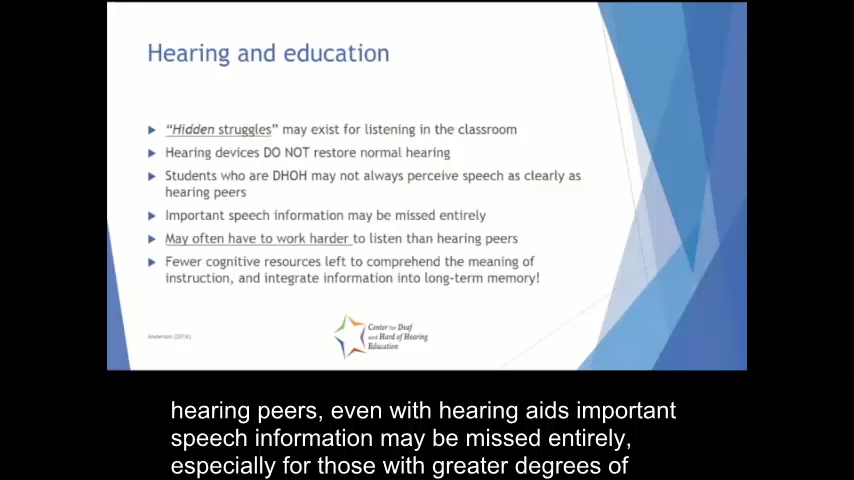 Hearing and education
"Hidden struggles" may exist for listening in the classroom
Hearing devices DO NOT restore normal hearing
Students who are DHOH may not always perceive speech as clearly as
hearing peers
Important speech information may be missed entirely
May often have to work harder to listen than hearing peers
Fewer cognitive resources left to comprehend the meaning of
instruction, and integrate information into long-term memory!
Anderson (2016)
Center for Deaf
and Hard of Hearing
Education
hearing peers, even with hearing aids important
speech information may be missed entirely,
especially for those with greater degrees of